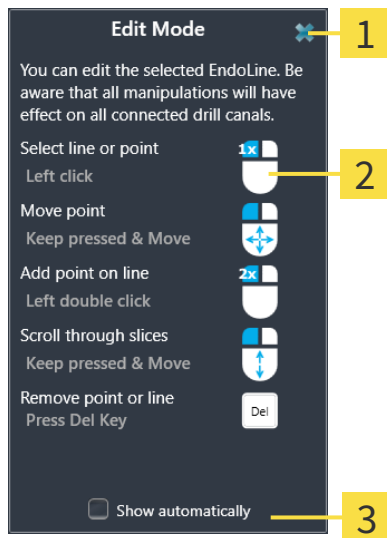 Edit Mode
1
You can edit the selected EndoLine. Be
aware that all manipulations will have
effect on all connected drill canals.
Select line or point
1x
Left click
2
Move point
Keep pressed & Move
Add point on line
2x
Left double click
Scroll through slices
Keep pressed & Move
Remove point or line
Del
Press Del Key
Show automatically
3